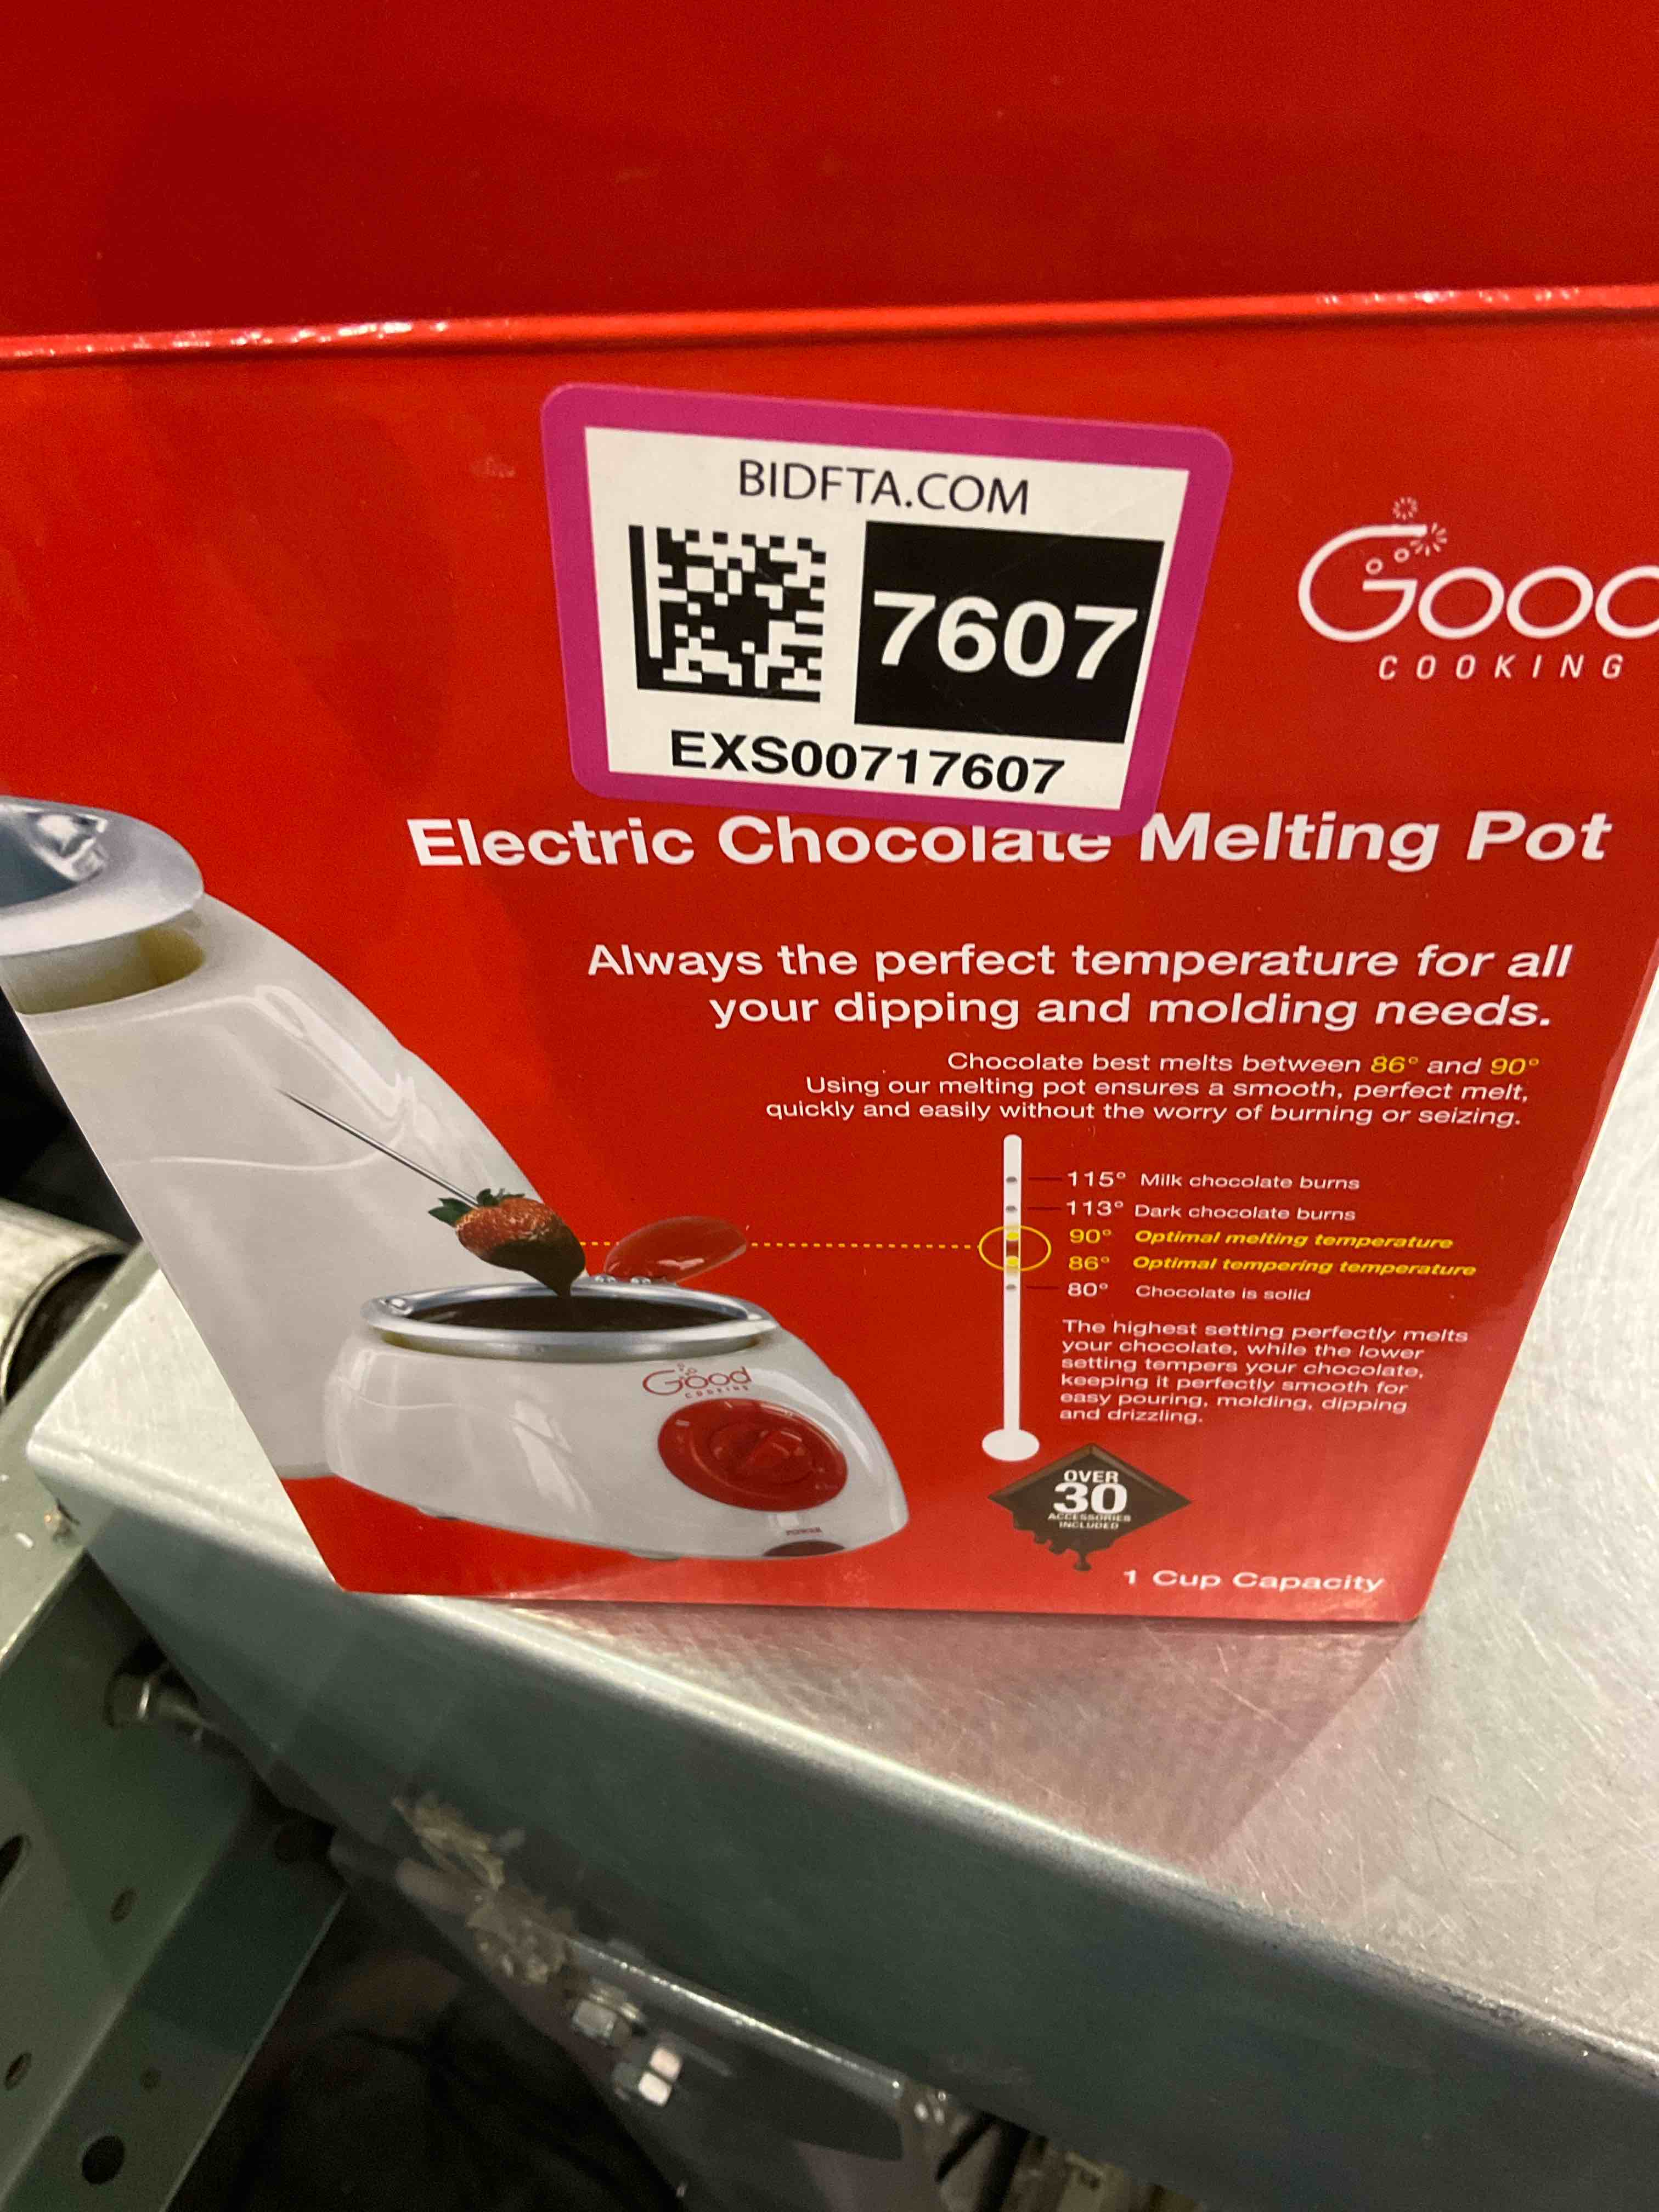 BIDFTA.COM
7607
EXS00717607
Good
COOKING
Electric Chocolate Melting Pot
Always the perfect temperature for all
your dipping and molding needs.
Chocolate best melts between 86° and 90°
Using our melting pot ensures a smooth, perfect melt,
quickly and easily without the worry of burning or seizing.
115° Milk chocolate burns
113° Dark chocolate burns
90° Optimal melting temperature
86° Optimal tempering temperature
80° Chocolate is solid
The highest setting perfectly melts
your chocolate, while the lower
setting tempers your chocolate,
keeping it perfectly smooth for
easy pouring, molding, dipping
and drizzling.
Good
COOKING
POWER
OVER
30
ACCESSORIES
INCLUDED
1 Cup Capacity